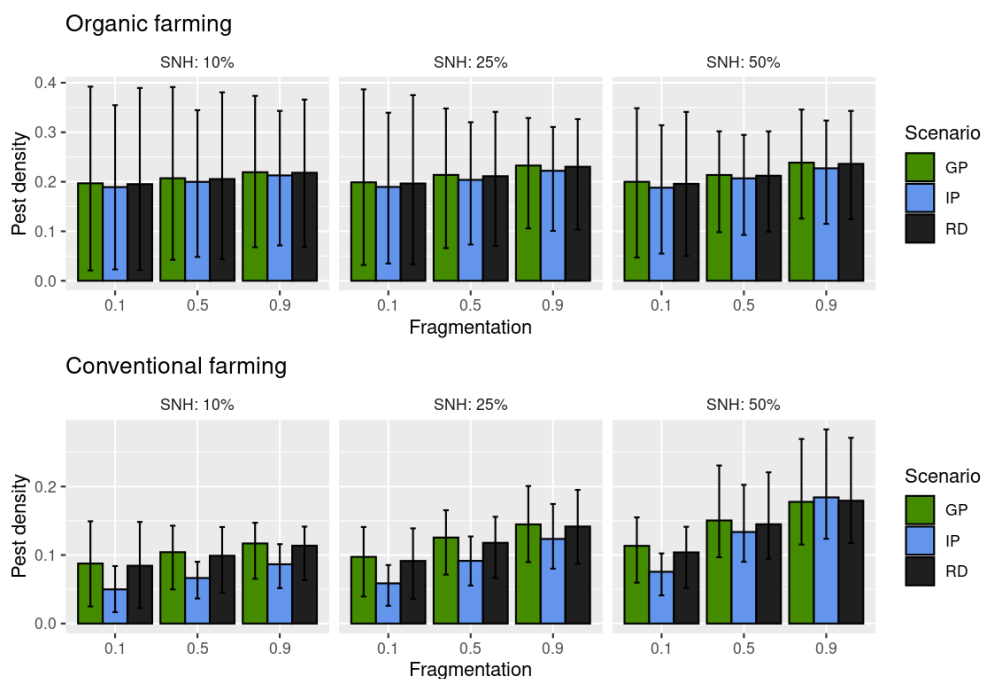 Organic farming
SNH: 10% SNH: 25% SNH: 50%
0.4
0.3
0.2
0.1
0.0
Pest density
0.1 0.5 0.9 0.1 0.5 0.9 0.1 0.5 0.9
Fragmentation
Scenario
GP
IP
RD
Conventional farming
SNH: 10% SNH: 25% SNH: 50%
0.2
0.1
0.0
Pest density
0.1 0.5 0.9 0.1 0.5 0.9 0.1 0.5 0.9
Fragmentation
Scenario
GP
IP
RD